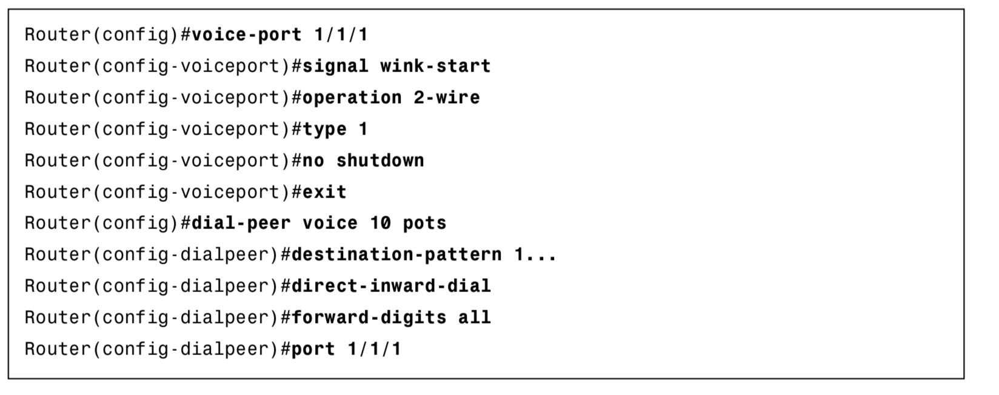 Router(config)#voice-port 1/1/1
Router(config-voiceport)#signal wink-start
Router(config-voiceport)#operation 2-wire
Router(config-voiceport)#type 1
Router(config-voiceport)#no shutdown
Router(config-voiceport)#exit
Router(config)#dial-peer voice 10 pots
Router(config-dialpeer)#destination-pattern 1...
Router(config-dialpeer)#direct-inward-dial
Router(config-dialpeer)#forward-digits all
Router(config-dialpeer)#port 1/1/1